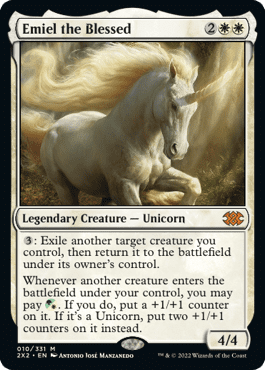 Emiel the Blessed 2
Legendary Creature — Unicorn
3: Exile another target creature you
control, then return it to the battlefield
under its owner's control.
Whenever another creature enters the
battlefield under your control, you may
pay . If you do, put a +1/+1 counter
on it. If it's a Unicorn, put two +1/+1
counters on it instead.
4/4
010/331 M
2X2 • EN Antonio José Manzanedo
™ & © 2022 Wizards of the Coast